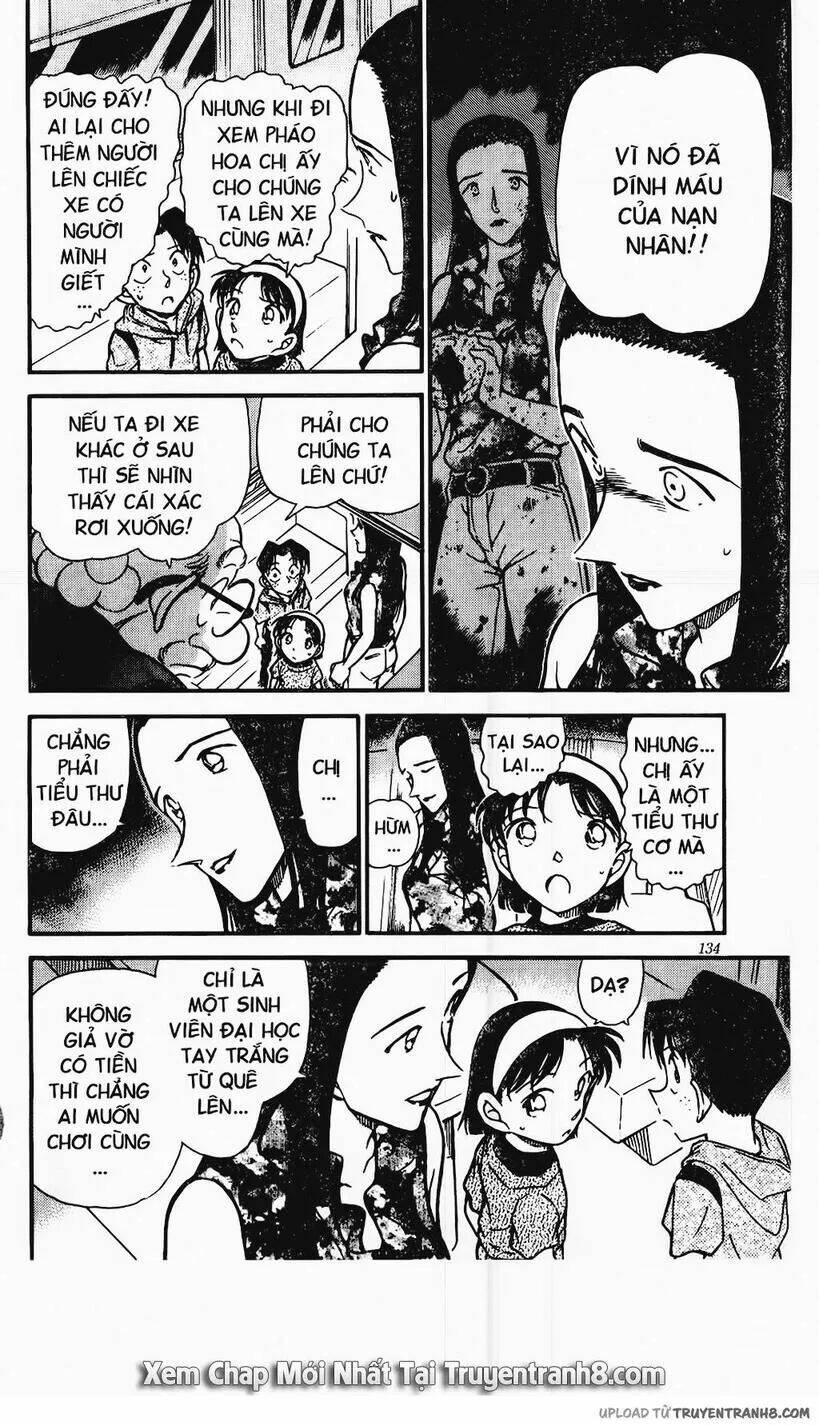 VÌ NÓ ĐÃ
DÍNH MÁU
CỦA NẠN
NHÂN!!
NHƯNG KHI ĐI
XEM PHÁO
HOA CHỊ ẤY
CHO CHÚNG
TA LÊN XE
CÙNG MÀ!
ĐÚNG ĐẤY!
AI LẠI CHO
THÊM NGƯỜI
LÊN CHIẾC
XE CÓ
NGƯỜI
MÌNH
GIẾT
...
PHẢI CHO
CHÚNG TA
LÊN CHỨ!
NẾU TA ĐI XE
KHÁC Ở SAU
THÌ SẼ NHÌN
THẤY CÁI XÁC
RƠI XUỐNG!
NHƯNG...
CHỊ ẤY
LÀ MỘT
TIỂU THƯ
CƠ MÀ
...
TẠI SAO
LẠI...
HỪM
...
CHỊ
...
CHẲNG
PHẢI
TIỂU THƯ
ĐÂU...
134
DẠ?
CHỈ LÀ
MỘT SINH
VIÊN ĐẠI HỌC
TAY TRẮNG
TỪ QUÊ
LÊN...
KHÔNG
GIẢ VỜ
CÓ TIỀN
THÌ CHẲNG
AI MUỐN
CHƠI CÙNG
...
Xem Chap Mới Nhất Tại Truyentranh8.com
UPLOAD TỪ TRUYENTRANH8.COM